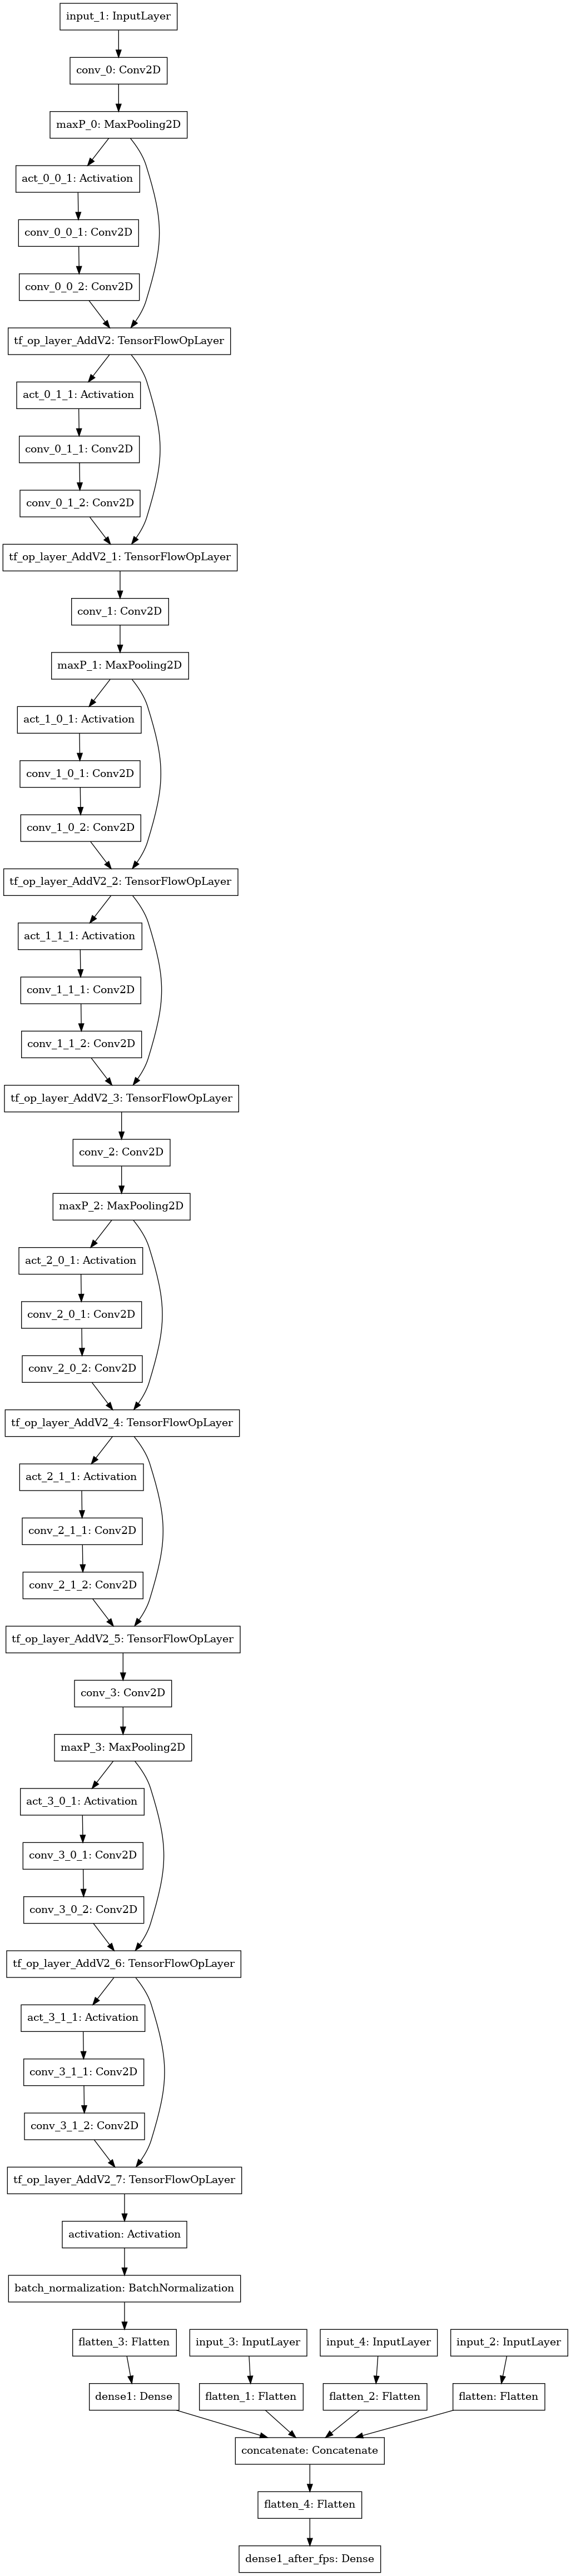 input_1: InputLayer
conv_0: Conv2D
maxP_0: MaxPooling2D
act_0_0_1: Activation
conv_0_0_1: Conv2D
conv_0_0_2: Conv2D
tf_op_layer_AddV2: TensorFlowOpLayer
act_0_1_1: Activation
conv_0_1_1: Conv2D
conv_0_1_2: Conv2D
tf_op_layer_AddV2_1: TensorFlowOpLayer
conv_1: Conv2D
maxP_1: MaxPooling2D
act_1_0_1: Activation
conv_1_0_1: Conv2D
conv_1_0_2: Conv2D
tf_op_layer_AddV2_2: TensorFlowOpLayer
act_1_1_1: Activation
conv_1_1_1: Conv2D
conv_1_1_2: Conv2D
tf_op_layer_AddV2_3: TensorFlowOpLayer
conv_2: Conv2D
maxP_2: MaxPooling2D
act_2_0_1: Activation
conv_2_0_1: Conv2D
conv_2_0_2: Conv2D
tf_op_layer_AddV2_4: TensorFlowOpLayer
act_2_1_1: Activation
conv_2_1_1: Conv2D
conv_2_1_2: Conv2D
tf_op_layer_AddV2_5: TensorFlowOpLayer
conv_3: Conv2D
maxP_3: MaxPooling2D
act_3_0_1: Activation
conv_3_0_1: Conv2D
conv_3_0_2: Conv2D
tf_op_layer_AddV2_6: TensorFlowOpLayer
act_3_1_1: Activation
conv_3_1_1: Conv2D
conv_3_1_2: Conv2D
tf_op_layer_AddV2_7: TensorFlowOpLayer
activation: Activation
batch_normalization: BatchNormalization
flatten_3: Flatten
input_3: InputLayer
input_4: InputLayer
input_2: InputLayer
dense1: Dense
flatten_1: Flatten
flatten_2: Flatten
flatten: Flatten
concatenate: Concatenate
flatten_4: Flatten
dense1_after_fps: Dense